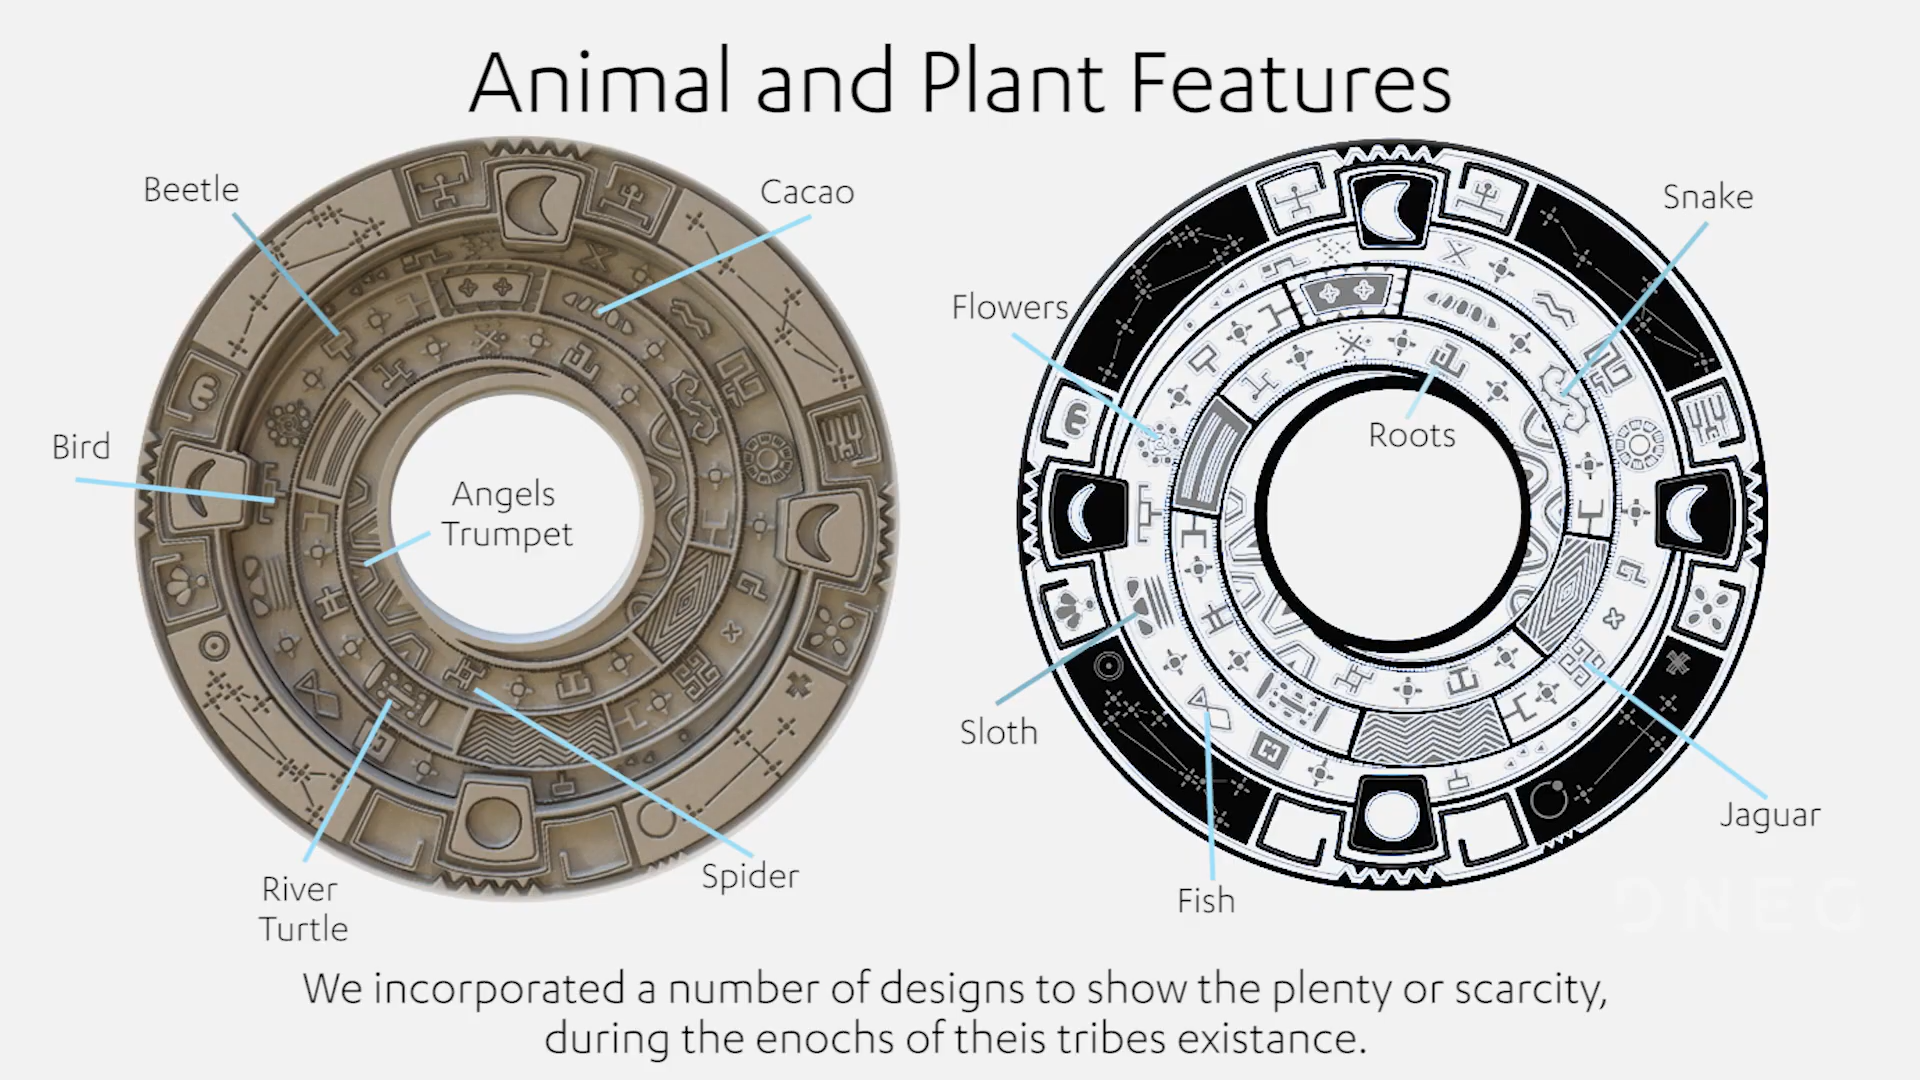 Animal and Plant Features
Beetle
Cacao
Snake
Flowers
Bird
Roots
Angels
Trumpet
Sloth
Jaguar
Spider
River
Turtle
Fish
DNEG
We incorporated a number of designs to show the plenty or scarcity,
during the enochs of theis tribes existance.